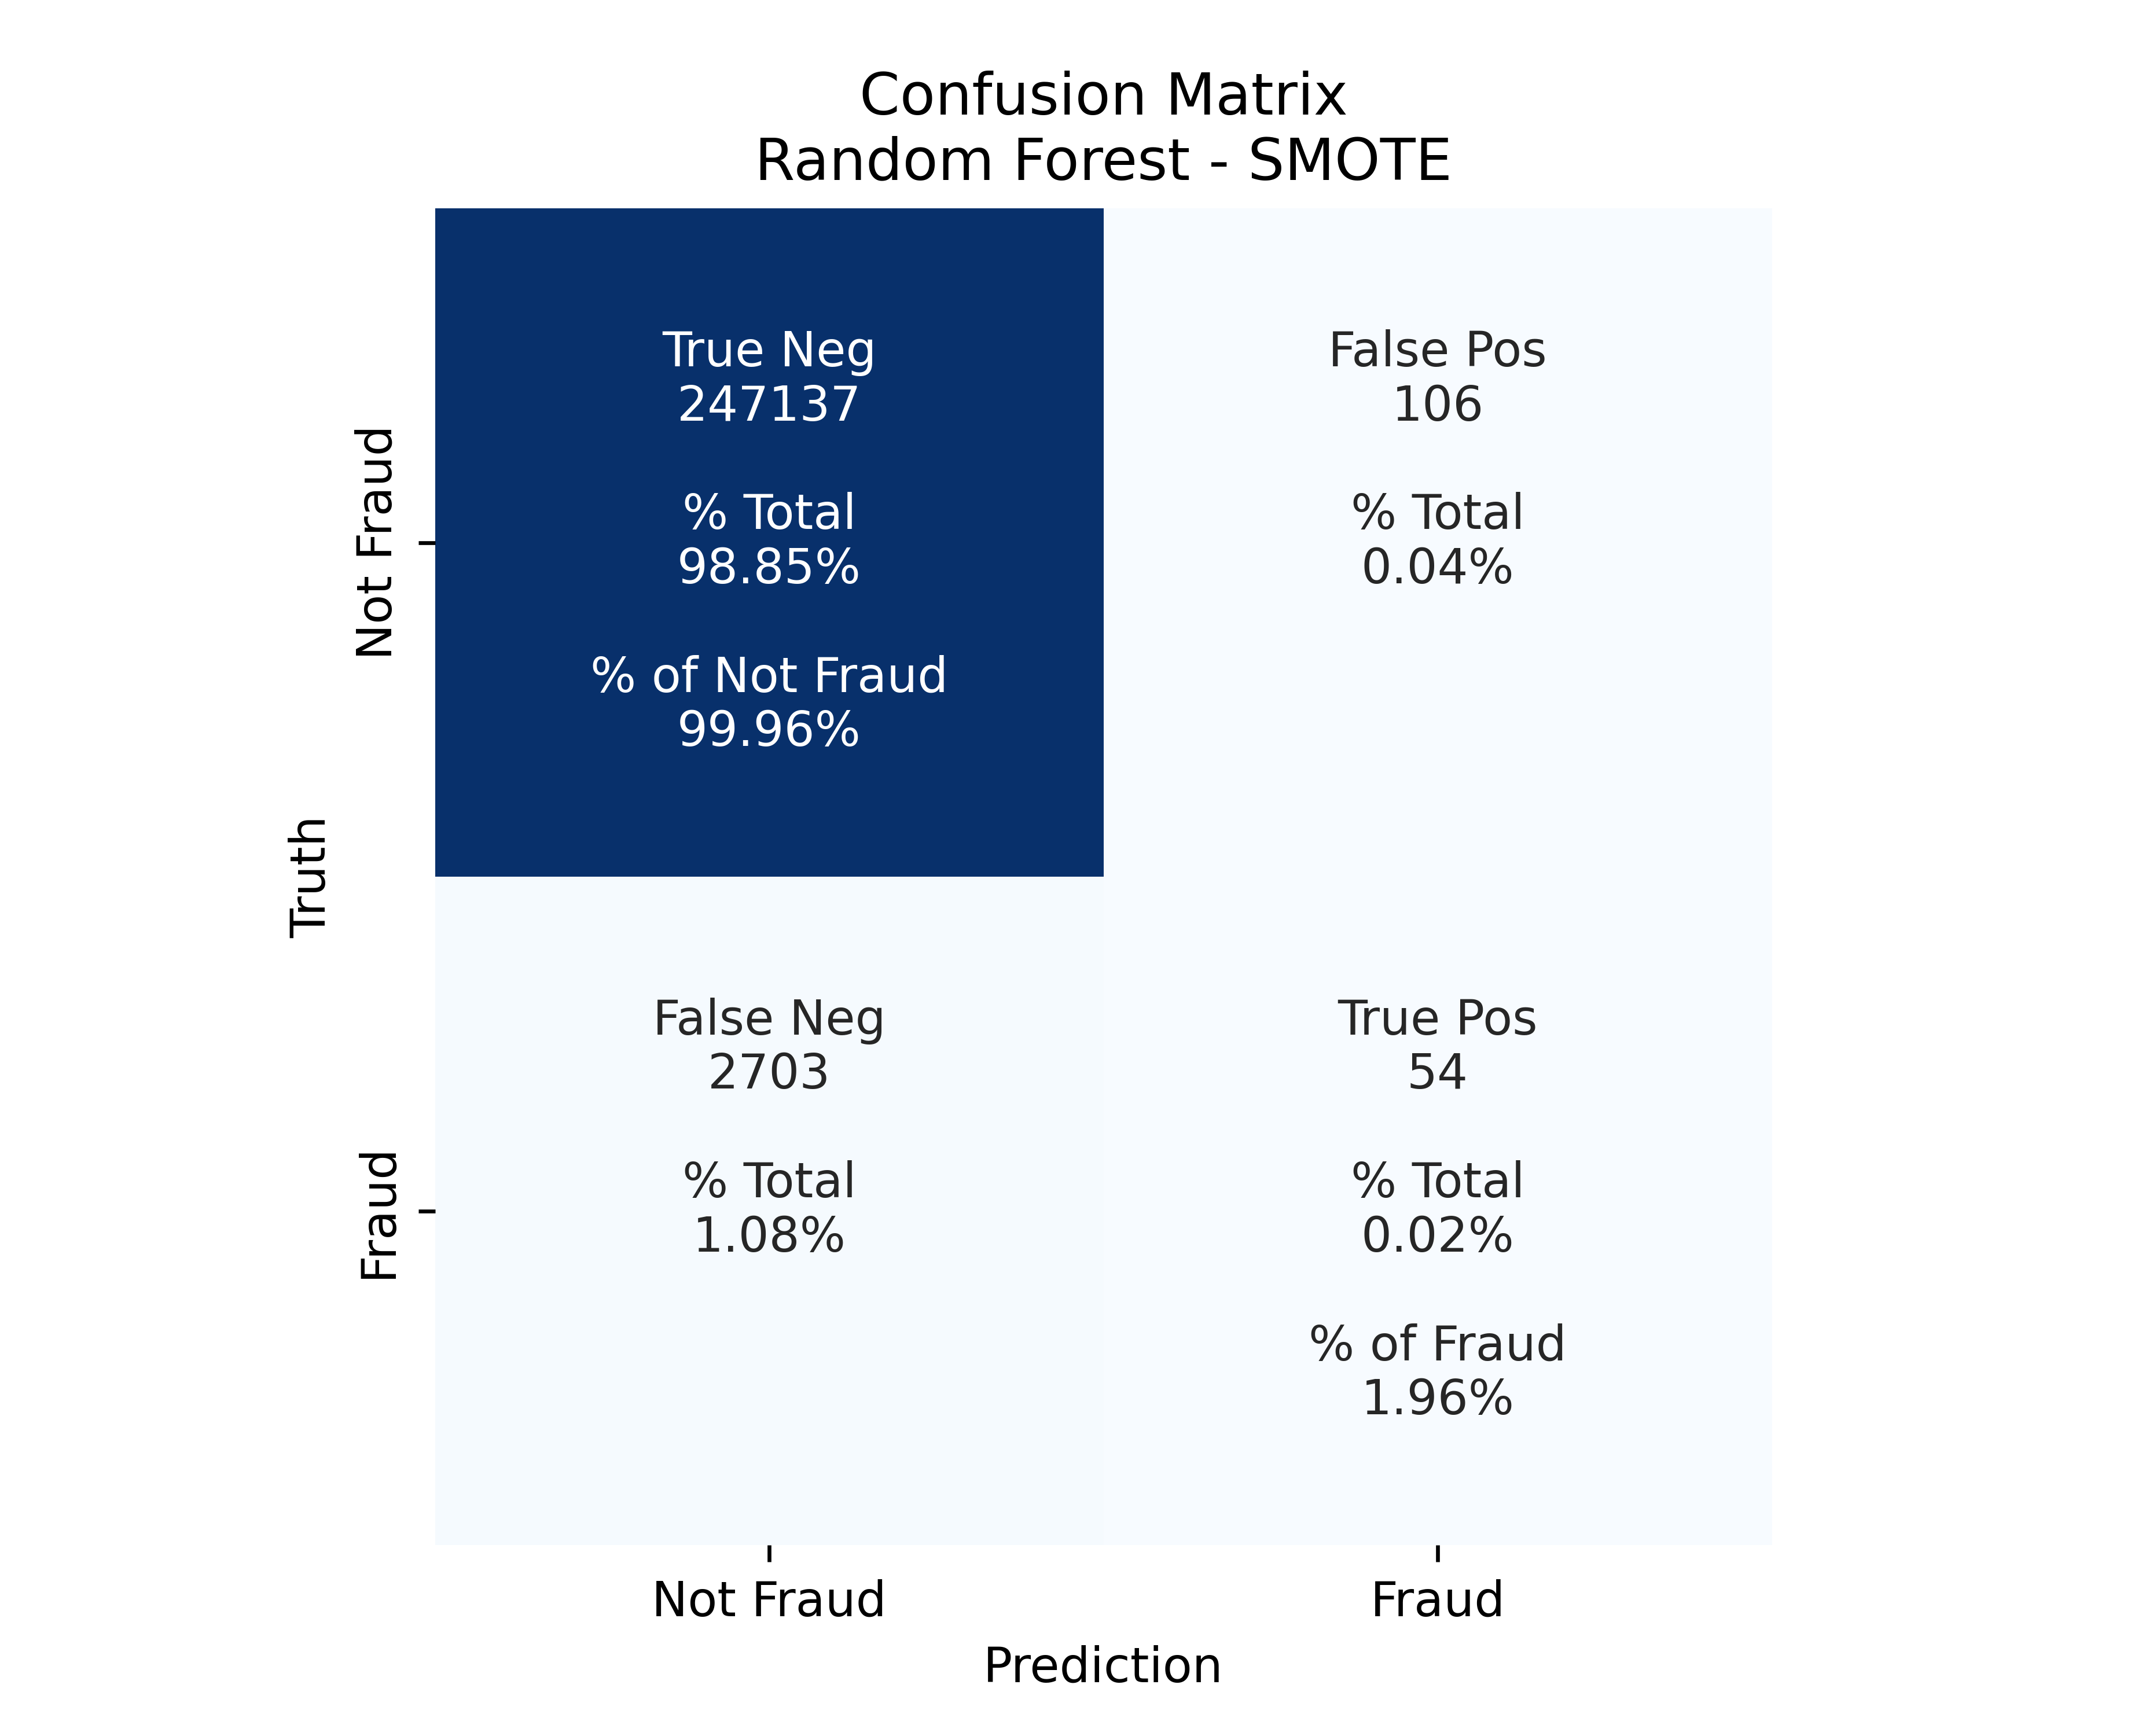 Confusion Matrix
Random Forest - SMOTE
Truth
Not Fraud
True Neg
247137
% Total
98.85%
% of Not Fraud
99.96%
False Pos
106
% Total
0.04%
Fraud
False Neg
2703
% Total
1.08%
True Pos
54
% Total
0.02%
% of Fraud
1.96%
Not Fraud
Fraud
Prediction